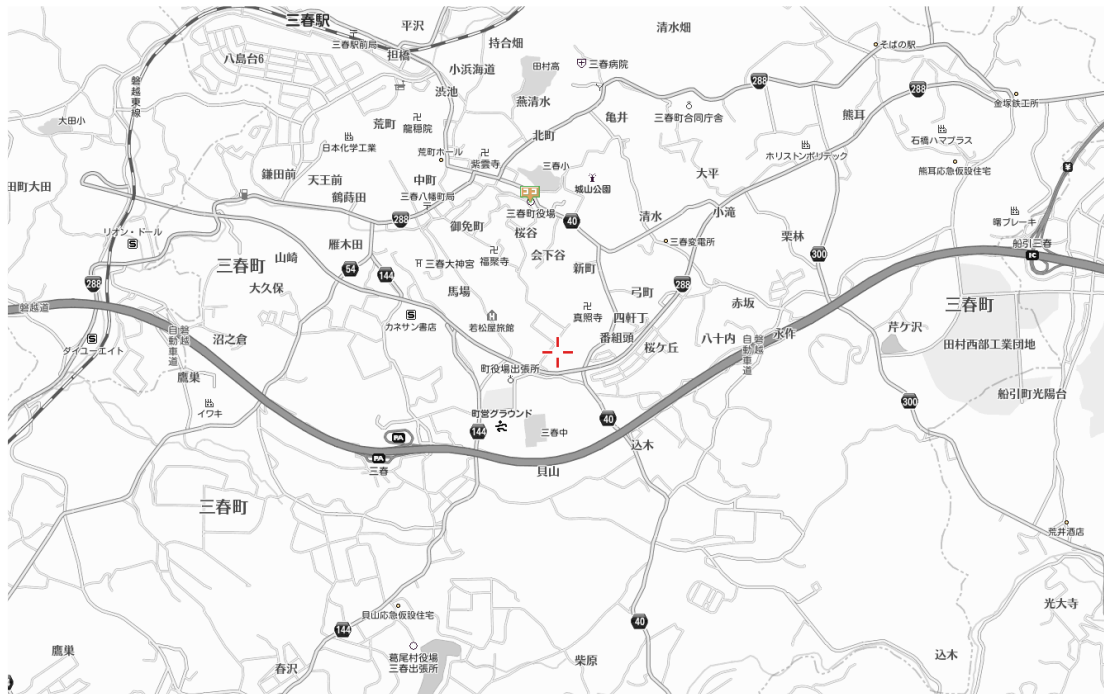 三春駅
三春駅前局
平沢
担橋
清水畑
持合畑
そばの駅
八島台6
小浜海道
田村高
三春病院
288
渋池
燕清水
288
金塚鉄工所
磐越東線
大田小
荒町
龍穏院
亀井
三春町合同庁舎
熊耳
北町
石橋ハマプラス
日本化学工業
荒町ホール
紫雲寺
三春小
ホリストンポリテック
熊耳応急仮設住宅
鎌田前
天王前
中町
大平
田町大田
鶴蒔田
三春八幡町局
ココ
城山公園
三春町役場
288
40
清水
小滝
曙ブレーキ
リオン・ドール
S
雁木田
御免町
桜谷
三春変電所
栗林
船引三春
IC
山崎
三春町
会下谷
300
54
144
三春大神宮
福聚寺
新町
288
大久保
288
馬場
弓町
赤坂
三春町
磐越道
真照寺
四軒丁
S
カネサン書店
若松屋旅館
番組頭
八十内
永作
芹ケ沢
S
ダイユーエイト
沼之倉
磐越自動車道
桜ケ丘
磐越自動車道
田村西部工業団地
鷹巣
町役場出張所
船引町光陽台
イワキ
町営グラウンド
40
300
144
三春中
PA
PA
三春
込木
貝山
三春町
荒井酒店
貝山応急仮設住宅
光大寺
144
40
鷹巣
葛尾村役場
三春出張所
春沢
柴原
込木